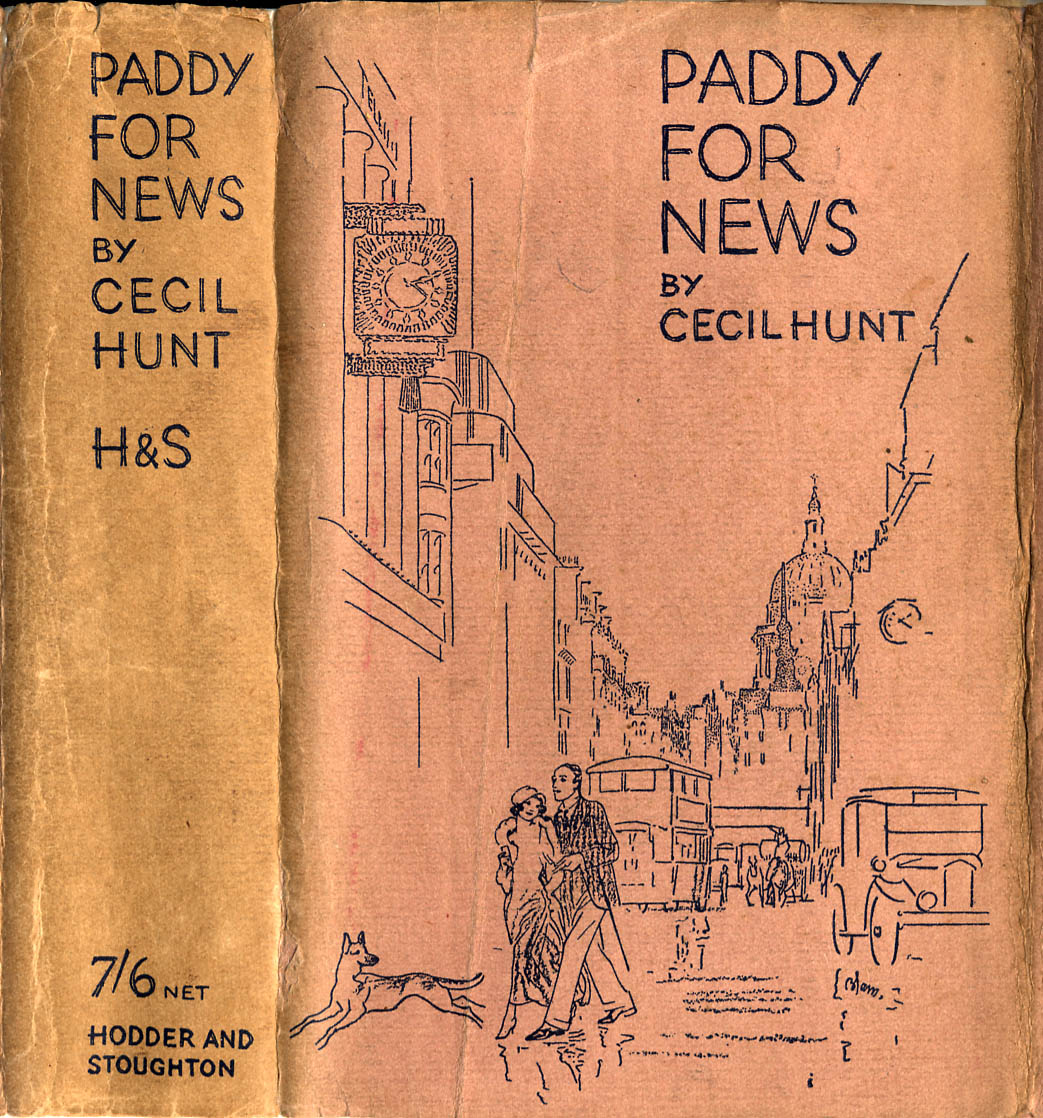 PADDY
FOR
NEWS
BY
CECIL
HUNT
H&S
7/6 NET
HODDER AND
STOUGHTON
PADDY
FOR
NEWS
BY
CECIL HUNT